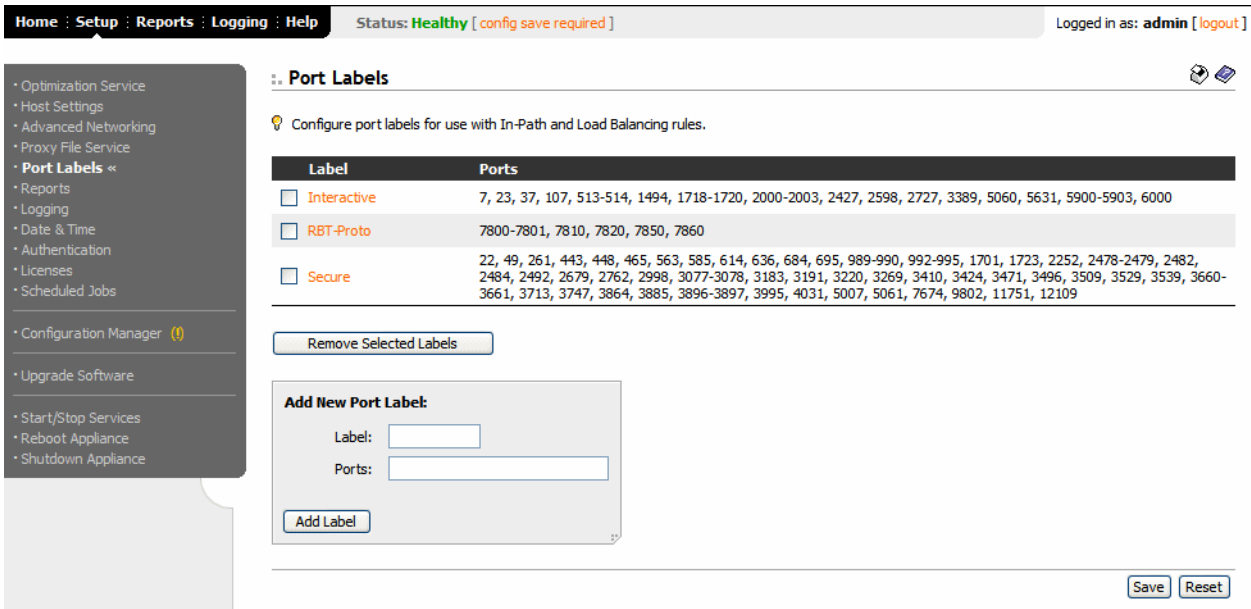 Home : Setup : Reports : Logging : Help
Status: Healthy [ config save required ]
Logged in as: admin [ logout ]
· Optimization Service
· Host Settings
· Advanced Networking
· Proxy File Service
· Port Labels «
· Reports
· Logging
· Date & Time
· Authentication
· Licenses
· Scheduled Jobs
· Configuration Manager (!)
· Upgrade Software
· Start/Stop Services
· Reboot Appliance
· Shutdown Appliance
Port Labels
Configure port labels for use with In-Path and Load Balancing rules.
Label Ports
Interactive 7, 23, 37, 107, 513-514, 1494, 1718-1720, 2000-2003, 2427, 2598, 2727, 3389, 5060, 5631, 5900-5903, 6000
RBT-Proto 7800-7801, 7810, 7820, 7850, 7860
Secure 22, 49, 261, 443, 448, 465, 563, 585, 614, 636, 684, 695, 989-990, 992-995, 1701, 1723, 2252, 2478-2479, 2482,
2484, 2492, 2679, 2762, 2998, 3077-3078, 3183, 3191, 3220, 3269, 3410, 3424, 3471, 3496, 3509, 3529, 3539, 3660-
3661, 3713, 3747, 3864, 3885, 3896-3897, 3995, 4031, 5007, 5061, 7674, 9802, 11751, 12109
Remove Selected Labels
Add New Port Label:
Label:
Ports:
Add Label
Save Reset